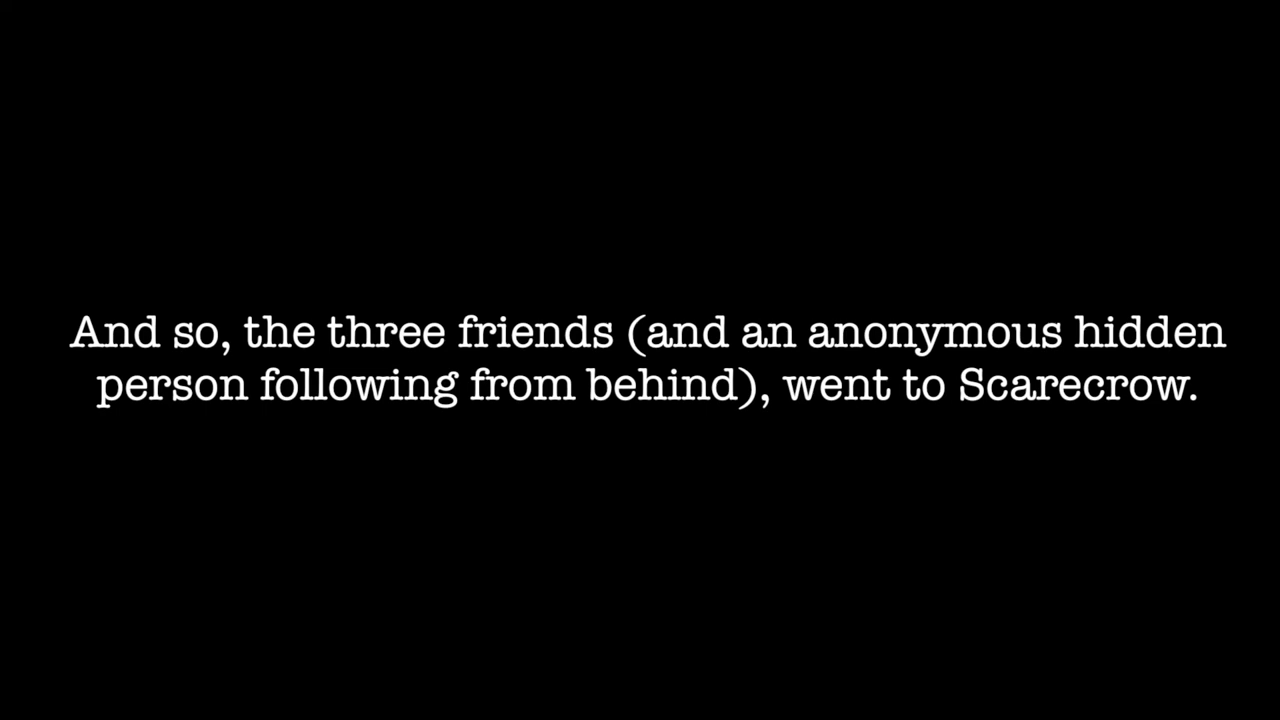 And so, the three friends (and an anonymous hidden
person following from behind), went to Scarecrow.